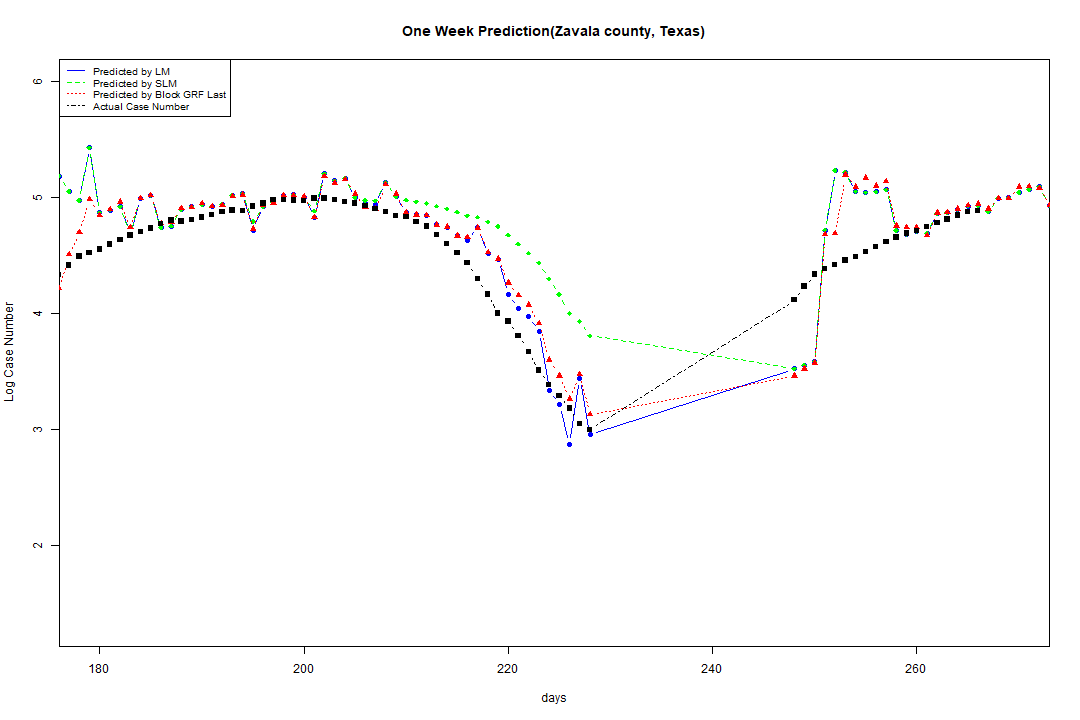 One Week Prediction(Zavala county, Texas)
Predicted by LM
Predicted by SLM
Predicted by Block GRF Last
Actual Case Number
6
5
4
3
2
Log Case Number
180 200 220 240 260
days